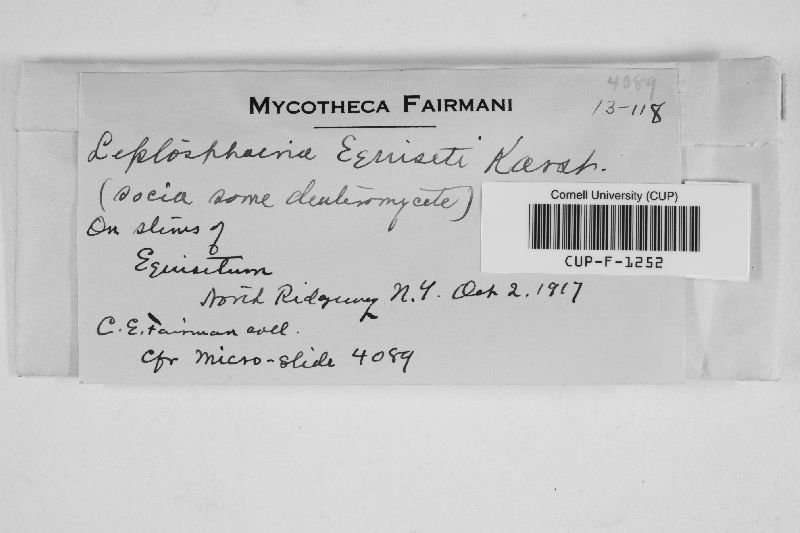 4089
MYCOTHECA FAIRMANI
13-118
Leptosphaeria Equiseti Karst.
(socia some deuteromycete)
On stems of
Equisetum
North Ridgeway N.Y. Oct 2, 1917
C. E. Fairman coll.
Cfr Micro-slide 4089
Cornell University (CUP)
CUP-F-1252